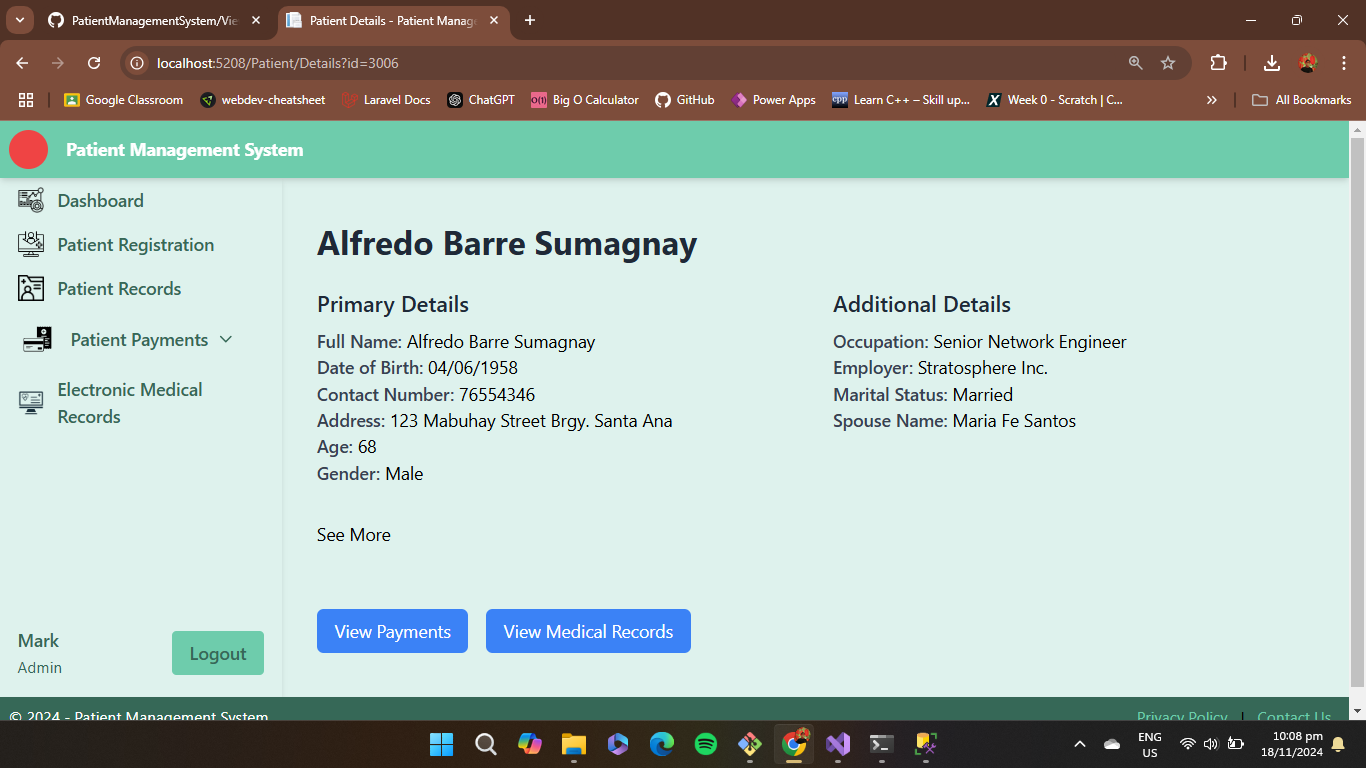 PatientManagementSystem/Vie
Patient Details - Patient Manag
localhost:5208/Patient/Details?id=3006
Google Classroom
webdev-cheatsheet
Laravel Docs
ChatGPT
O(1)
Big O Calculator
GitHub
Power Apps
cpp
Learn C++ – Skill up...
X
Week 0 - Scratch | C...
All Bookmarks
Patient Management System
Dashboard
Patient Registration
Patient Records
Patient Payments
Electronic Medical
Records
Mark
Admin
Logout
Alfredo Barre Sumagnay
Primary Details
Full Name: Alfredo Barre Sumagnay
Date of Birth: 04/06/1958
Contact Number: 76554346
Address: 123 Mabuhay Street Brgy. Santa Ana
Age: 68
Gender: Male
See More
Additional Details
Occupation: Senior Network Engineer
Employer: Stratosphere Inc.
Marital Status: Married
Spouse Name: Maria Fe Santos
View Payments
View Medical Records
© 2024 - Patient Management System
Privacy Policy | Contact Us
ENG
US
10:08 pm
18/11/2024